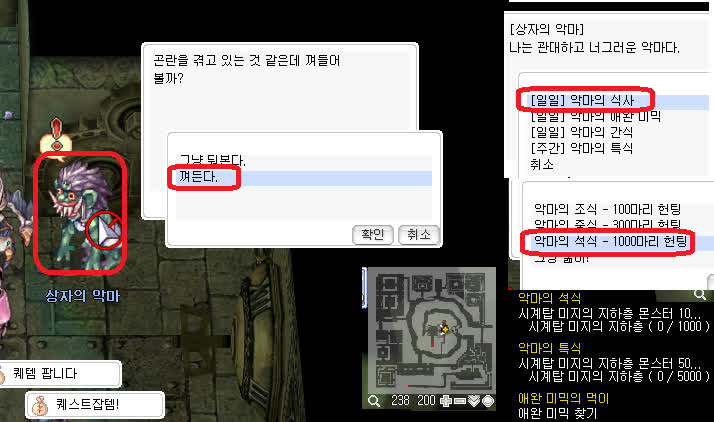 곤란을 겪고 있는 것 같은데 껴들어
볼까?
그냥 둬본다.
껴든다.
확인
취소
상자의 악마
퀘템 팝니다
퀘스트잡템!
238 200
[상자의 악마]
나는 관대하고 너그러운 악마다.
[일일] 악마의 식사
[일일] 악마의 애완 미믹
[일일] 악마의 간식
[주간] 악마의 특식
취소
악마의 조식 - 100마리 헌팅
악마의 중식 - 300마리 헌팅
악마의 석식 - 1000마리 헌팅
악마의 석식
시계탑 미지의 지하층 몬스터 10...
시계탑 미지의 지하층 ( 0 / 1000 )
악마의 특식
시계탑 미지의 지하층 몬스터 50...
시계탑 미지의 지하층 ( 0 / 5000 )
애완 미믹의 먹이
애완 미믹 찾기